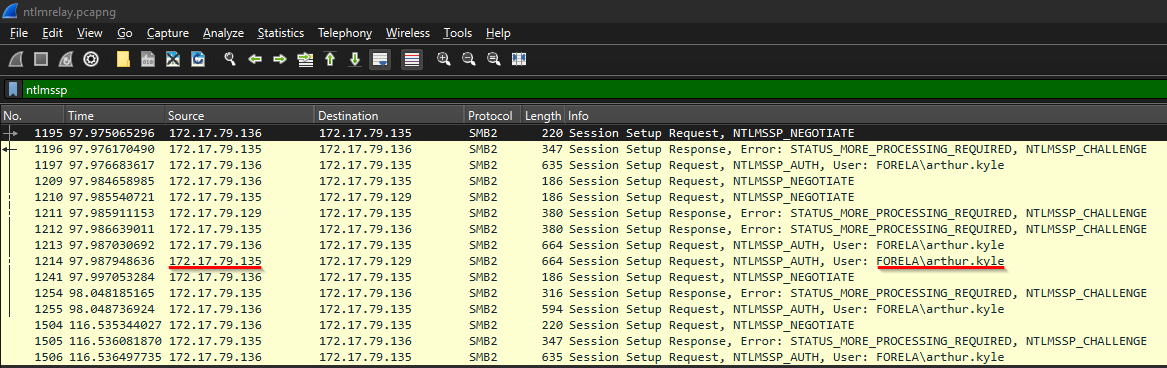 ntlmrelay.pcapng
File Edit View Go Capture Analyze Statistics Telephony Wireless Tools Help
ntlmssp
No. Time Source Destination Protocol Length Info
1195 97.975065296 172.17.79.136 172.17.79.135 SMB2 220 Session Setup Request, NTLMSSP_NEGOTIATE
1196 97.976170490 172.17.79.135 172.17.79.136 SMB2 347 Session Setup Response, Error: STATUS_MORE_PROCESSING_REQUIRED, NTLMSSP_CHALLENGE
1197 97.976683617 172.17.79.136 172.17.79.135 SMB2 635 Session Setup Request, NTLMSSP_AUTH, User: FORELA\arthur.kyle
1209 97.984658985 172.17.79.136 172.17.79.135 SMB2 186 Session Setup Request, NTLMSSP_NEGOTIATE
1210 97.985540721 172.17.79.135 172.17.79.129 SMB2 186 Session Setup Request, NTLMSSP_NEGOTIATE
1211 97.985911153 172.17.79.129 172.17.79.135 SMB2 380 Session Setup Response, Error: STATUS_MORE_PROCESSING_REQUIRED, NTLMSSP_CHALLENGE
1212 97.986639011 172.17.79.135 172.17.79.136 SMB2 380 Session Setup Response, Error: STATUS_MORE_PROCESSING_REQUIRED, NTLMSSP_CHALLENGE
1213 97.987030692 172.17.79.136 172.17.79.135 SMB2 664 Session Setup Request, NTLMSSP_AUTH, User: FORELA\arthur.kyle
1214 97.987948636 172.17.79.135 172.17.79.129 SMB2 664 Session Setup Request, NTLMSSP_AUTH, User: FORELA\arthur.kyle
1241 97.997053284 172.17.79.136 172.17.79.135 SMB2 186 Session Setup Request, NTLMSSP_NEGOTIATE
1254 98.048185165 172.17.79.135 172.17.79.136 SMB2 316 Session Setup Response, Error: STATUS_MORE_PROCESSING_REQUIRED, NTLMSSP_CHALLENGE
1255 98.048736924 172.17.79.136 172.17.79.135 SMB2 594 Session Setup Request, NTLMSSP_AUTH, User: FORELA\arthur.kyle
1504 116.535344027 172.17.79.136 172.17.79.135 SMB2 220 Session Setup Request, NTLMSSP_NEGOTIATE
1505 116.536081870 172.17.79.135 172.17.79.136 SMB2 347 Session Setup Response, Error: STATUS_MORE_PROCESSING_REQUIRED, NTLMSSP_CHALLENGE
1506 116.536497735 172.17.79.136 172.17.79.135 SMB2 635 Session Setup Request, NTLMSSP_AUTH, User: FORELA\arthur.kyle